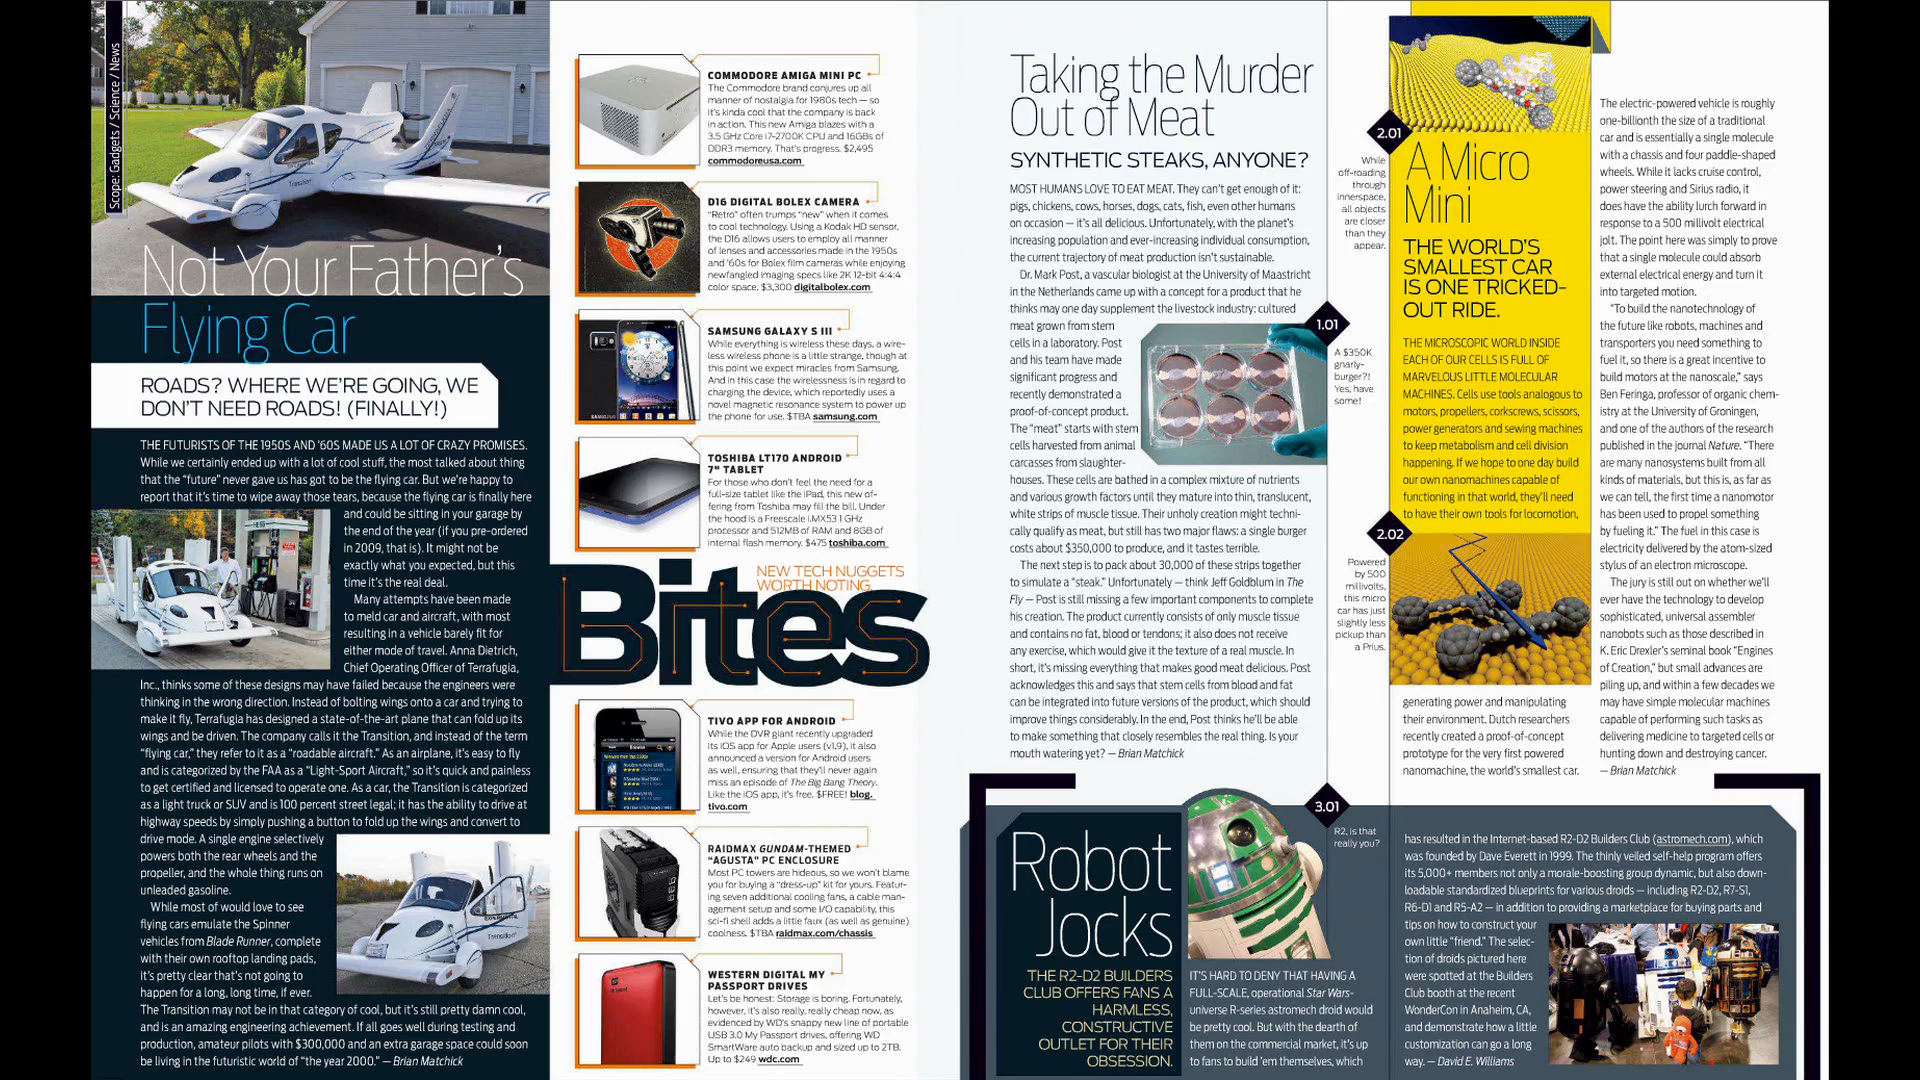 Scope: Gadgets / Science / News
Not Your Father's
Flying Car
ROADS? WHERE WE'RE GOING, WE
DON'T NEED ROADS! (FINALLY!)
THE FUTURISTS OF THE 1950S AND '60S MADE US A LOT OF CRAZY PROMISES.
While we certainly ended up with a lot of cool stuff, the most talked about thing
that the "future" never gave us has got to be the flying car. But we're happy to
report that it's time to wipe away those tears, because the flying car is finally here
and could be sitting in your garage by
the end of the year (if you pre-ordered
in 2009, that is). It might not be
exactly what you expected, but this
time it's the real deal.
Many attempts have been made
to meld car and aircraft, with most
resulting in a vehicle barely fit for
either mode of travel. Anna Dietrich,
Chief Operating Officer of Terrafugia,
Inc., thinks some of these designs may have failed because the engineers were
thinking in the wrong direction. Instead of bolting wings onto a car and trying to
make it fly, Terrafugia has designed a state-of-the-art plane that can fold up its
wings and be driven. The company calls it the Transition, and instead of the term
"flying car," they refer to it as a "roadable aircraft." As an airplane, it's easy to fly
and is categorized by the FAA as a "Light-Sport Aircraft," so it's quick and painless
to get certified and licensed to operate one. As a car, the Transition is categorized
as a light truck or SUV and is 100 percent street legal; it has the ability to drive at
highway speeds by simply pushing a button to fold up the wings and convert to
drive mode. A single engine selectively
powers both the rear wheels and the
propeller, and the whole thing runs on
unleaded gasoline.
While most of would love to see
flying cars emulate the Spinner
vehicles from Blade Runner, complete
with their own rooftop landing pads,
it's pretty clear that's not going to
happen for a long, long time, if ever.
The Transition may not be in that category of cool, but it's still pretty damn cool,
and is an amazing engineering achievement. If all goes well during testing and
production, amateur pilots with $300,000 and an extra garage space could soon
be living in the futuristic world of "the year 2000." — Brian Matchick
COMMODORE AMIGA MINI PC
The Commodore brand conjures up all
manner of nostalgia for 1980s tech — so
it's kinda cool that the company is back
in action. This new Amiga blazes with a
3.5 GHz Core i7-2700K CPU and 16GBs of
DDR3 memory. That's progress. $2,495
commodoreusa.com
D16 DIGITAL BOLEX CAMERA
"Retro" often trumps "new" when it comes
to cool technology. Using a Kodak HD sensor,
the D16 allows users to employ all manner
of lenses and accessories made in the 1950s
and '60s for Bolex film cameras while enjoying
newfangled imaging specs like 2K 12-bit 4:4:4
color space. $3,300 digitalbolex.com
SAMSUNG GALAXY S III
While everything is wireless these days, a wire-
less wireless phone is a little strange, though at
this point we expect miracles from Samsung.
And in this case the wirelessness is in regard to
charging the device, which reportedly uses a
novel magnetic resonance system to power up
the phone for use. $TBA samsung.com
TOSHIBA LT170 ANDROID
7" TABLET
For those who don't feel the need for a
full-size tablet like the iPad, this new of-
fering from Toshiba may fill the bill. Under
the hood is a Freescale i.MX53 1 GHz
processor and 512MB of RAM and 8GB of
internal flash memory. $475 toshiba.com
NEW TECH NUGGETS
WORTH NOTING
Bites
TIVO APP FOR ANDROID
While the DVR giant recently upgraded
its iOS app for Apple users (v1.9), it also
announced a version for Android users
as well, ensuring that they'll never again
miss an episode of The Big Bang Theory.
Like the iOS app, it's free. $FREE! blog.
tivo.com
RAIDMAX GUNDAM-THEMED
"AGUSTA" PC ENCLOSURE
Most PC towers are hideous, so we won't blame
you for buying a "dress-up" kit for yours. Featur-
ing seven additional cooling fans, a cable man-
agement setup and some I/O capability, this
sci-fi shell adds a little faux (as well as genuine)
coolness. $TBA raidmax.com/chassis
WESTERN DIGITAL MY
PASSPORT DRIVES
Let's be honest: Storage is boring. Fortunately,
however, it's also really, really cheap now, as
evidenced by WD's snappy new line of portable
USB 3.0 My Passport drives, offering WD
SmartWare auto backup and sized up to 2TB.
Up to $249 wdc.com
Taking the Murder
Out of Meat
SYNTHETIC STEAKS, ANYONE?
MOST HUMANS LOVE TO EAT MEAT. They can't get enough of it:
pigs, chickens, cows, horses, dogs, cats, fish, even other humans
on occasion — it's all delicious. Unfortunately, with the planet's
increasing population and ever-increasing individual consumption,
the current trajectory of meat production isn't sustainable.
Dr. Mark Post, a vascular biologist at the University of Maastricht
in the Netherlands came up with a concept for a product that he
thinks may one day supplement the livestock industry: cultured
meat grown from stem
cells in a laboratory. Post
and his team have made
significant progress and
recently demonstrated a
proof-of-concept product.
The "meat" starts with stem
cells harvested from animal
carcasses from slaughter-
houses. These cells are bathed in a complex mixture of nutrients
and various growth factors until they mature into thin, translucent,
white strips of muscle tissue. Their unholy creation might techni-
cally qualify as meat, but still has two major flaws: a single burger
costs about $350,000 to produce, and it tastes terrible.
The next step is to pack about 30,000 of these strips together
to simulate a "steak." Unfortunately — think Jeff Goldblum in The
Fly — Post is still missing a few important components to complete
his creation. The product currently consists of only muscle tissue
and contains no fat, blood or tendons; it also does not receive
any exercise, which would give it the texture of a real muscle. In
short, it's missing everything that makes good meat delicious. Post
acknowledges this and says that stem cells from blood and fat
can be integrated into future versions of the product, which should
improve things considerably. In the end, Post thinks he'll be able
to make something that closely resembles the real thing. Is your
mouth watering yet? — Brian Matchick
1.01
A $350K
gnarly-
burger?!
Yes, have
some!
2.01
While
off-roading
through
innerspace,
all objects
are closer
than they
appear.
A Micro
Mini
THE WORLD'S
SMALLEST CAR
IS ONE TRICKED-
OUT RIDE.
THE MICROSCOPIC WORLD INSIDE
EACH OF OUR CELLS IS FULL OF
MARVELOUS LITTLE MOLECULAR
MACHINES. Cells use tools analogous to
motors, propellers, corkscrews, scissors,
power generators and sewing machines
to keep metabolism and cell division
happening. If we hope to one day build
our own nanomachines capable of
functioning in that world, they'll need
to have their own tools for locomotion,
2.02
Powered
by 500
millivolts,
this micro
car has just
slightly less
pickup than
a Prius.
generating power and manipulating
their environment. Dutch researchers
recently created a proof-of-concept
prototype for the very first powered
nanomachine, the world's smallest car.
The electric-powered vehicle is roughly
one-billionth the size of a traditional
car and is essentially a single molecule
with a chassis and four paddle-shaped
wheels. While it lacks cruise control,
power steering and Sirius radio, it
does have the ability lurch forward in
response to a 500 millivolt electrical
jolt. The point here was simply to prove
that a single molecule could absorb
external electrical energy and turn it
into targeted motion.
"To build the nanotechnology of
the future like robots, machines and
transporters you need something to
fuel it, so there is a great incentive to
build motors at the nanoscale," says
Ben Feringa, professor of organic chem-
istry at the University of Groningen,
and one of the authors of the research
published in the journal Nature. "There
are many nanosystems built from all
kinds of materials, but this is, as far as
we can tell, the first time a nanomotor
has been used to propel something
by fueling it." The fuel in this case is
electricity delivered by the atom-sized
stylus of an electron microscope.
The jury is still out on whether we'll
ever have the technology to develop
sophisticated, universal assembler
nanobots such as those described in
K. Eric Drexler's seminal book "Engines
of Creation," but small advances are
piling up, and within a few decades we
may have simple molecular machines
capable of performing such tasks as
delivering medicine to targeted cells or
hunting down and destroying cancer.
— Brian Matchick
Robot
Jocks
THE R2-D2 BUILDERS
CLUB OFFERS FANS A
HARMLESS,
CONSTRUCTIVE
OUTLET FOR THEIR
OBSESSION.
3.01
R2, is that
really you?
IT'S HARD TO DENY THAT HAVING A
FULL-SCALE, operational Star Wars-
universe R-series astromech droid would
be pretty cool. But with the dearth of
them on the commercial market, it's up
to fans to build 'em themselves, which
has resulted in the Internet-based R2-D2 Builders Club (astromech.com), which
was founded by Dave Everett in 1999. The thinly veiled self-help program offers
its 5,000+ members not only a morale-boosting group dynamic, but also down-
loadable standardized blueprints for various droids — including R2-D2, R7-S1,
R6-D1 and R5-A2 — in addition to providing a marketplace for buying parts and
tips on how to construct your
own little "friend." The selec-
tion of droids pictured here
were spotted at the Builders
Club booth at the recent
WonderCon in Anaheim, CA,
and demonstrate how a little
customization can go a long
way. — David E. Williams